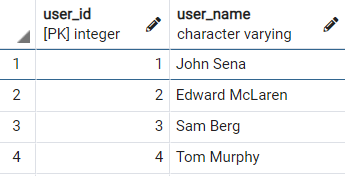 user_id user_name
[PK] integer character varying
1 1 John Sena
2 2 Edward McLaren
3 3 Sam Berg
4 4 Tom Murphy